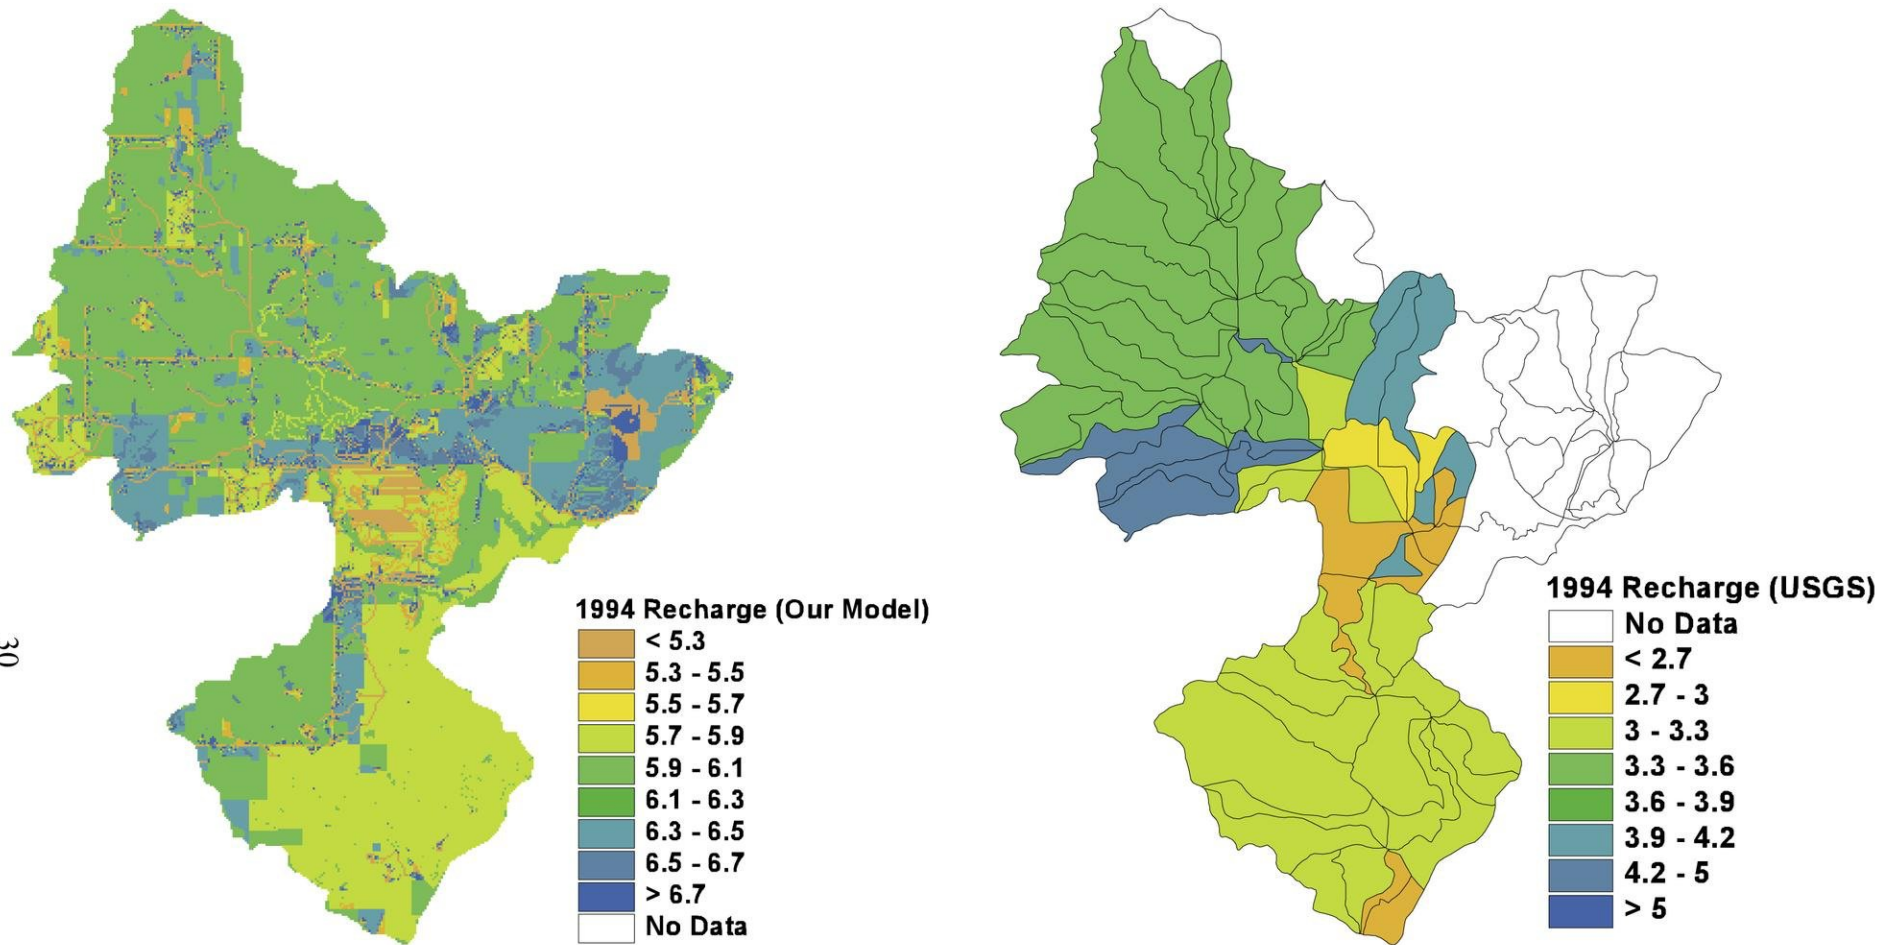 30
1994 Recharge (Our Model)
< 5.3
5.3 - 5.5
5.5 - 5.7
5.7 - 5.9
5.9 - 6.1
6.1 - 6.3
6.3 - 6.5
6.5 - 6.7
> 6.7
No Data
1994 Recharge (USGS)
No Data
< 2.7
2.7 - 3
3 - 3.3
3.3 - 3.6
3.6 - 3.9
3.9 - 4.2
4.2 - 5
> 5